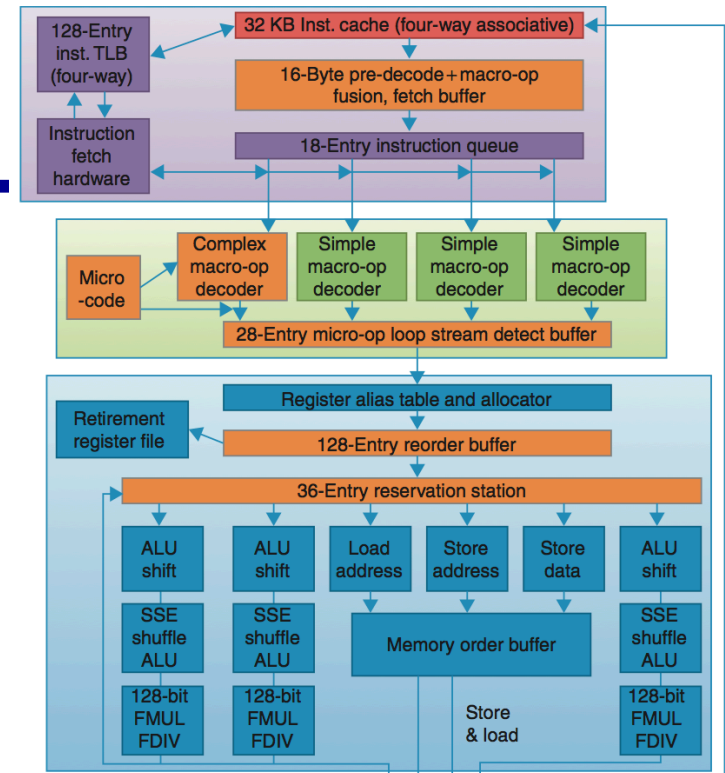 128-Entry
inst. TLB
(four-way)
32 KB Inst. cache (four-way associative)
16-Byte pre-decode+macro-op
fusion, fetch buffer
Instruction
fetch
hardware
18-Entry instruction queue
Micro
-code
Complex
macro-op
decoder
Simple
macro-op
decoder
Simple
macro-op
decoder
Simple
macro-op
decoder
28-Entry micro-op loop stream detect buffer
Register alias table and allocator
Retirement
register file
128-Entry reorder buffer
36-Entry reservation station
ALU
shift
ALU
shift
Load
address
Store
address
Store
data
ALU
shift
SSE
shuffle
ALU
SSE
shuffle
ALU
Memory order buffer
SSE
shuffle
ALU
128-bit
FMUL
FDIV
128-bit
FMUL
FDIV
Store
& load
128-bit
FMUL
FDIV